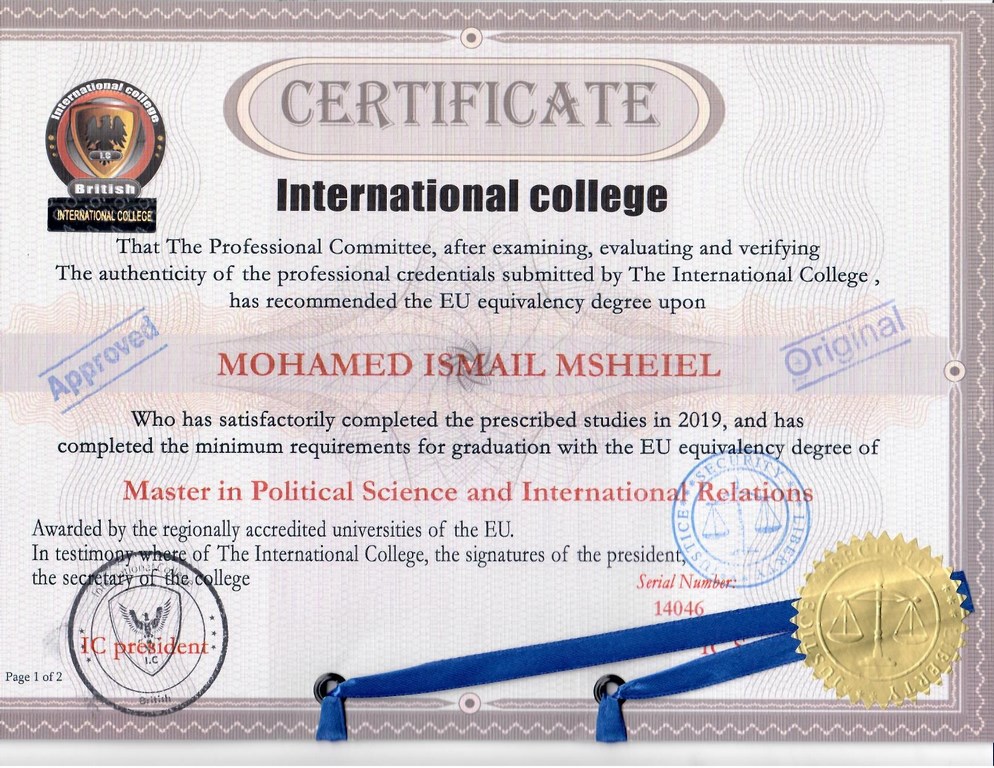 International college
I.C
British
INTERNATIONAL COLLEGE
CERTIFICATE
International college
That The Professional Committee, after examining, evaluating and verifying
The authenticity of the professional credentials submitted by The International College ,
has recommended the EU equivalency degree upon
Approved
Original
MOHAMED ISMAIL MSHEIEL
Who has satisfactorily completed the prescribed studies in 2019, and has
completed the minimum requirements for graduation with the EU equivalency degree of
Master in Political Science and International Relations
SECURITY
JUSTICE
LIBERTY
Awarded by the regionally accredited universities of the EU.
In testimony where of The International College, the signatures of the president,
the secretary of the college
Serial Number:
14046
International College
IC president
I.C
British
JUSTICE
LIBERTY
Page 1 of 2